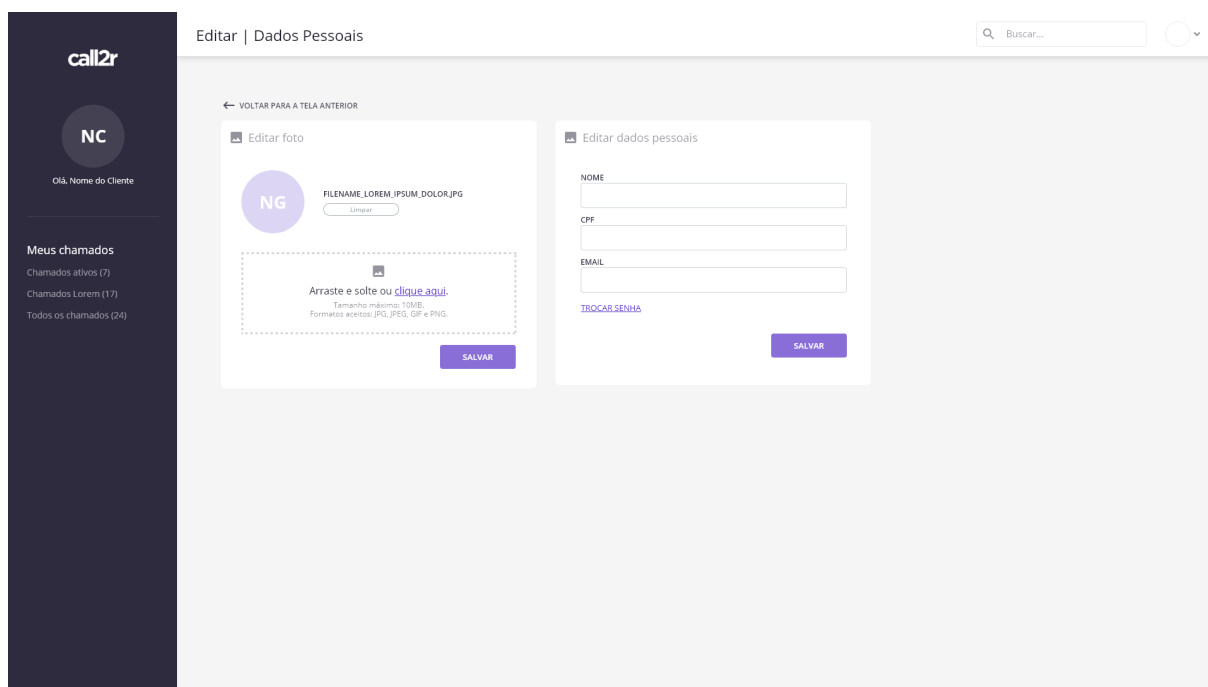 call2r
NC
Olá, Nome do Cliente
Meus chamados
Chamados ativos (7)
Chamados Lorem (17)
Todos os chamados (24)
Editar | Dados Pessoais
Buscar...
VOLTAR PARA A TELA ANTERIOR
Editar foto
NG
FILENAME_LOREM_IPSUM_DOLOR.JPG
Limpar
Arraste e solte ou clique aqui.
Tamanho máximo: 10MB.
Formatos aceitos: JPG, JPEG, GIF e PNG.
SALVAR
Editar dados pessoais
NOME
CPF
EMAIL
TROCAR SENHA
SALVAR